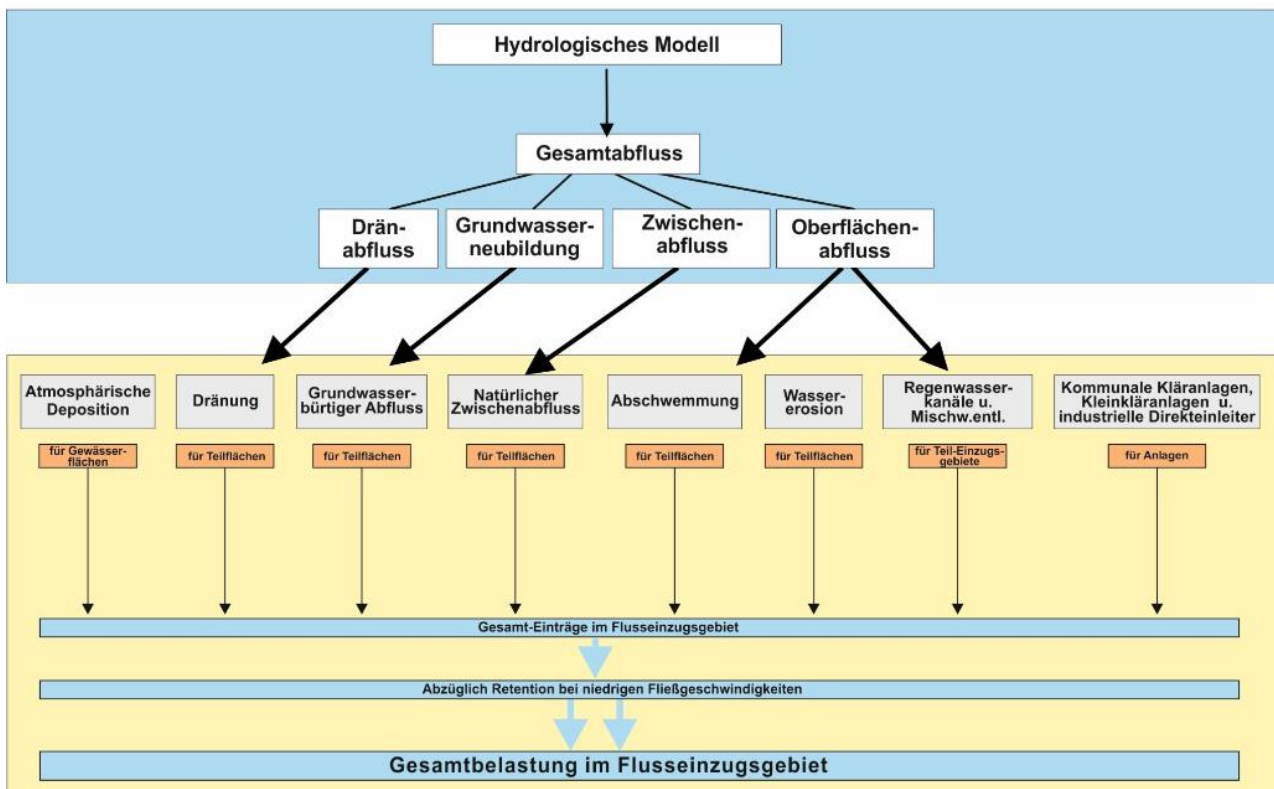 Hydrologisches Modell
Gesamtabfluss
Drän-
abfluss
Grundwasser-
neubildung
Zwischen-
abfluss
Oberflächen-
abfluss
Atmosphärische
Deposition
Dränung
Grundwasser-
bürtiger Abfluss
Natürlicher
Zwischenabfluss
Abschwemmung
Wasser-
erosion
Regenwasser-
kanäle u.
Mischw.entl.
Kommunale Kläranlagen,
Kleinkläranlagen u.
industrielle Direkteinleiter
für Gewässer-
flächen
für Teilflächen
für Teilflächen
für Teilflächen
für Teilflächen
für Teilflächen
für Teil-Einzugs-
gebiete
für Anlagen
Gesamt-Einträge im Flusseinzugsgebiet
Abzüglich Retention bei niedrigen Fließgeschwindigkeiten
Gesamtbelastung im Flusseinzugsgebiet